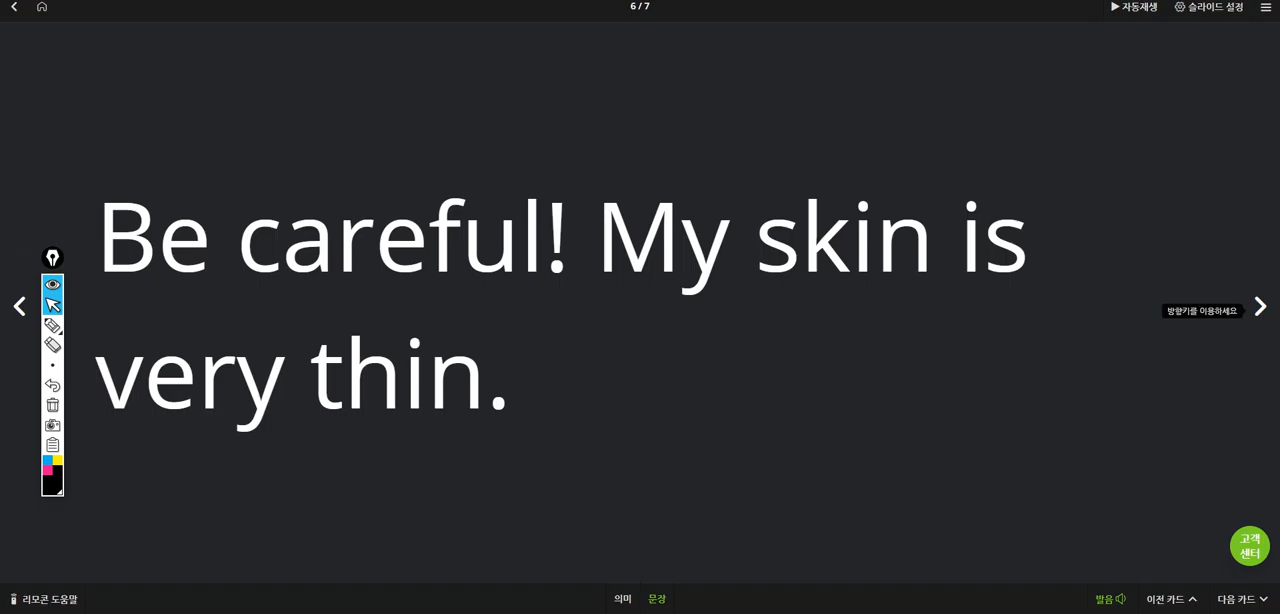 6 / 7
자동재생
슬라이드 설정
Be careful! My skin is
very thin.
방향키를 이용하세요
고객
센터
리모콘 도움말
의미
문장
발음
이전 카드
다음 카드